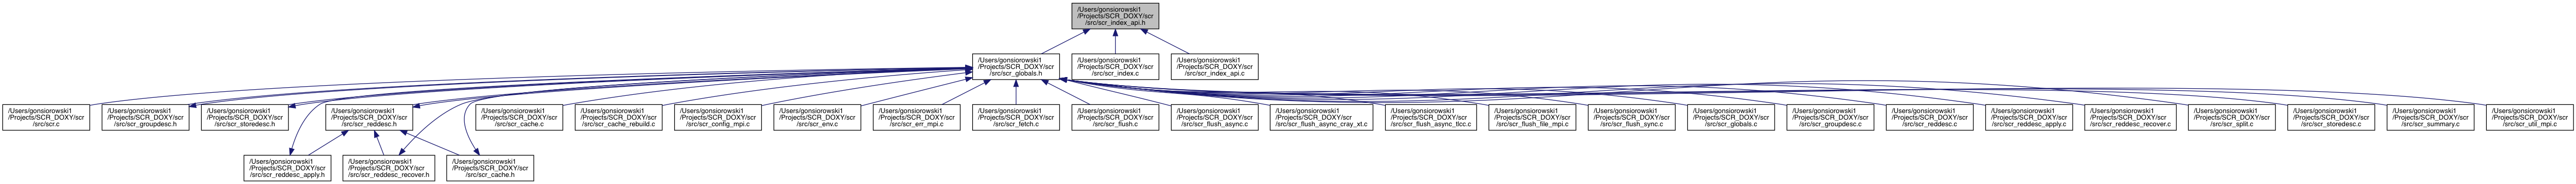 /Users/gonsiorowski1
/Projects/SCR_DOXY/scr
/src/scr_index_api.h
/Users/gonsiorowski1
/Projects/SCR_DOXY/scr
/src/scr_globals.h
/Users/gonsiorowski1
/Projects/SCR_DOXY/scr
/src/scr_index.c
/Users/gonsiorowski1
/Projects/SCR_DOXY/scr
/src/scr_index_api.c
/Users/gonsiorowski1
/Projects/SCR_DOXY/scr
/src/scr.c
/Users/gonsiorowski1
/Projects/SCR_DOXY/scr
/src/scr_groupdesc.h
/Users/gonsiorowski1
/Projects/SCR_DOXY/scr
/src/scr_storedesc.h
/Users/gonsiorowski1
/Projects/SCR_DOXY/scr
/src/scr_reddesc.h
/Users/gonsiorowski1
/Projects/SCR_DOXY/scr
/src/scr_cache.c
/Users/gonsiorowski1
/Projects/SCR_DOXY/scr
/src/scr_cache_rebuild.c
/Users/gonsiorowski1
/Projects/SCR_DOXY/scr
/src/scr_config_mpi.c
/Users/gonsiorowski1
/Projects/SCR_DOXY/scr
/src/scr_env.c
/Users/gonsiorowski1
/Projects/SCR_DOXY/scr
/src/scr_err_mpi.c
/Users/gonsiorowski1
/Projects/SCR_DOXY/scr
/src/scr_fetch.c
/Users/gonsiorowski1
/Projects/SCR_DOXY/scr
/src/scr_flush.c
/Users/gonsiorowski1
/Projects/SCR_DOXY/scr
/src/scr_flush_async.c
/Users/gonsiorowski1
/Projects/SCR_DOXY/scr
/src/scr_flush_async_cray_xt.c
/Users/gonsiorowski1
/Projects/SCR_DOXY/scr
/src/scr_flush_async_tlcc.c
/Users/gonsiorowski1
/Projects/SCR_DOXY/scr
/src/scr_flush_file_mpi.c
/Users/gonsiorowski1
/Projects/SCR_DOXY/scr
/src/scr_flush_sync.c
/Users/gonsiorowski1
/Projects/SCR_DOXY/scr
/src/scr_globals.c
/Users/gonsiorowski1
/Projects/SCR_DOXY/scr
/src/scr_groupdesc.c
/Users/gonsiorowski1
/Projects/SCR_DOXY/scr
/src/scr_reddesc.c
/Users/gonsiorowski1
/Projects/SCR_DOXY/scr
/src/scr_reddesc_apply.c
/Users/gonsiorowski1
/Projects/SCR_DOXY/scr
/src/scr_reddesc_recover.c
/Users/gonsiorowski1
/Projects/SCR_DOXY/scr
/src/scr_split.c
/Users/gonsiorowski1
/Projects/SCR_DOXY/scr
/src/scr_storedesc.c
/Users/gonsiorowski1
/Projects/SCR_DOXY/scr
/src/scr_summary.c
/Users/gonsiorowski1
/Projects/SCR_DOXY/scr
/src/scr_util_mpi.c
/Users/gonsiorowski1
/Projects/SCR_DOXY/scr
/src/scr_reddesc_apply.h
/Users/gonsiorowski1
/Projects/SCR_DOXY/scr
/src/scr_reddesc_recover.h
/Users/gonsiorowski1
/Projects/SCR_DOXY/scr
/src/scr_cache.h